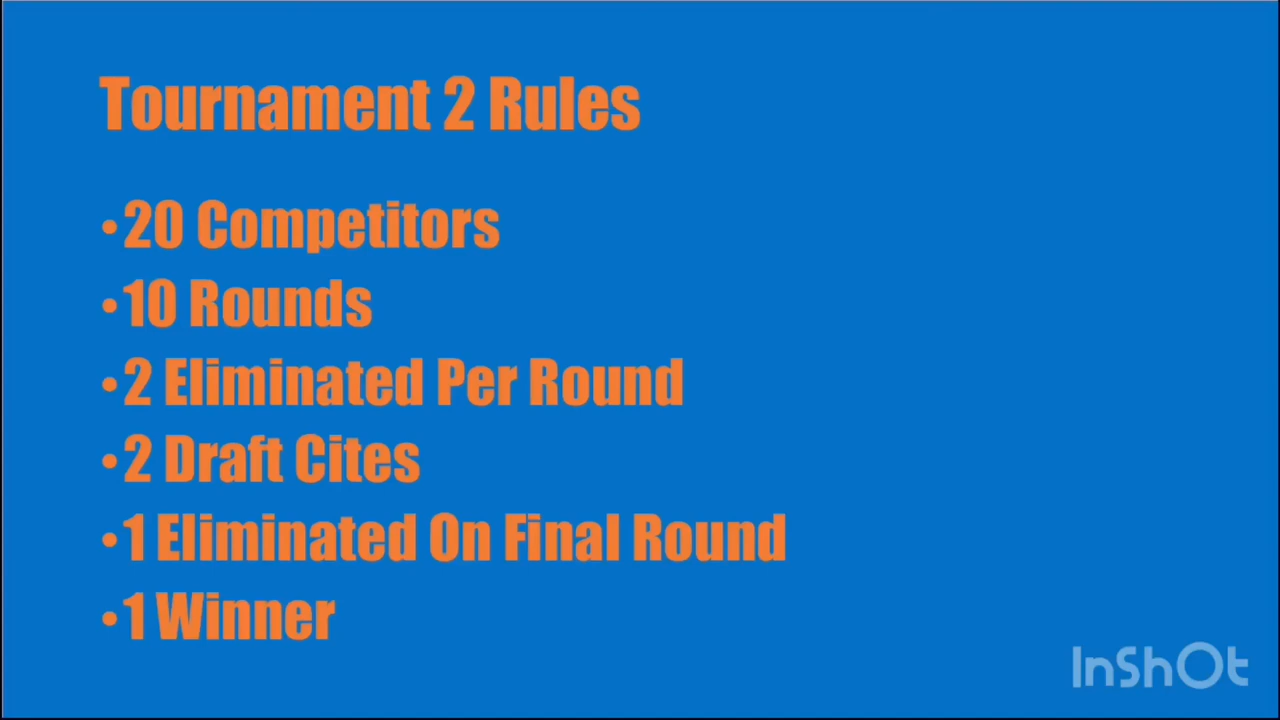 Tournament 2 Rules
•20 Competitors
•10 Rounds
•2 Eliminated Per Round
•2 Draft Cites
•1 Eliminated On Final Round
•1 Winner
InShOt